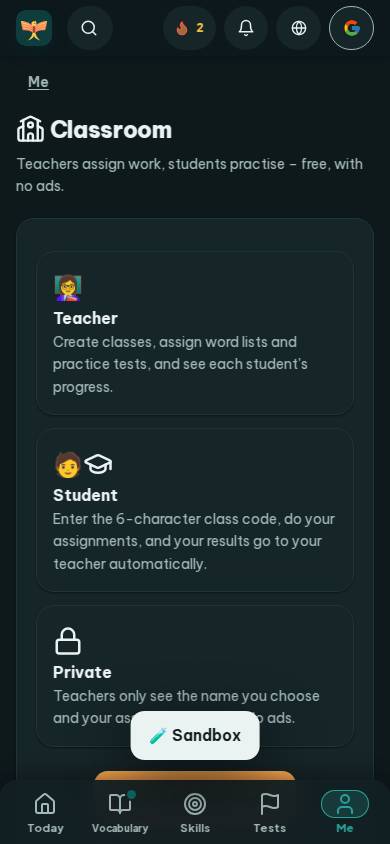 2
Me
Classroom
Teachers assign work, students practise – free, with
no ads.
Teacher
Create classes, assign word lists and
practice tests, and see each student's
progress.
Student
Enter the 6-character class code, do your
assignments, and your results go to your
teacher automatically.
Private
Teachers only see the name you choose
and your as
o ads.
Sandbox
Today
Vocabulary
Skills
Tests
Me